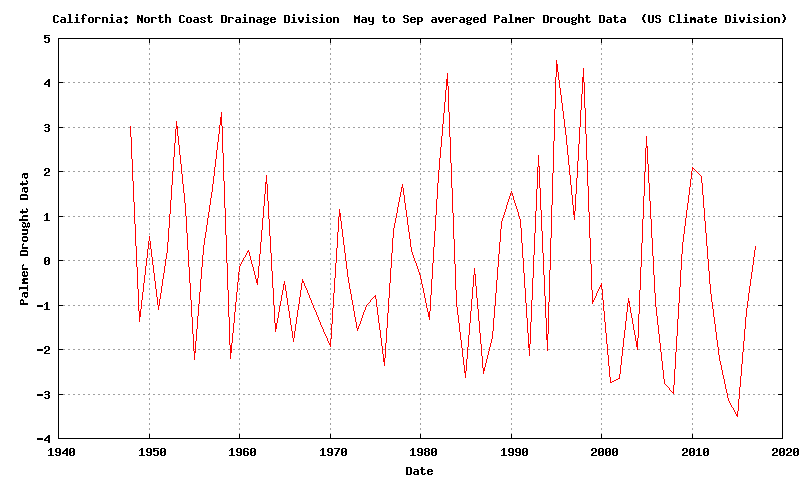 California: North Coast Drainage Division  May to Sep averaged Palmer Drought Data  (US Climate Division)
5
4
3
2
1
0
-1
-2
-3
-4
Palmer Drought Data
1940 1950 1960 1970 1980 1990 2000 2010 2020
Date